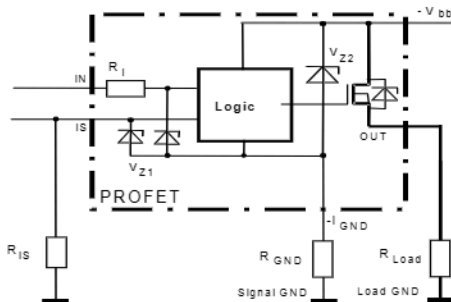 - V bb
IN
R I
V Z2
IS
Logic
OUT
V Z1
PROFET
-I GND
R IS
R GND
R Load
Signal GND
Load GND